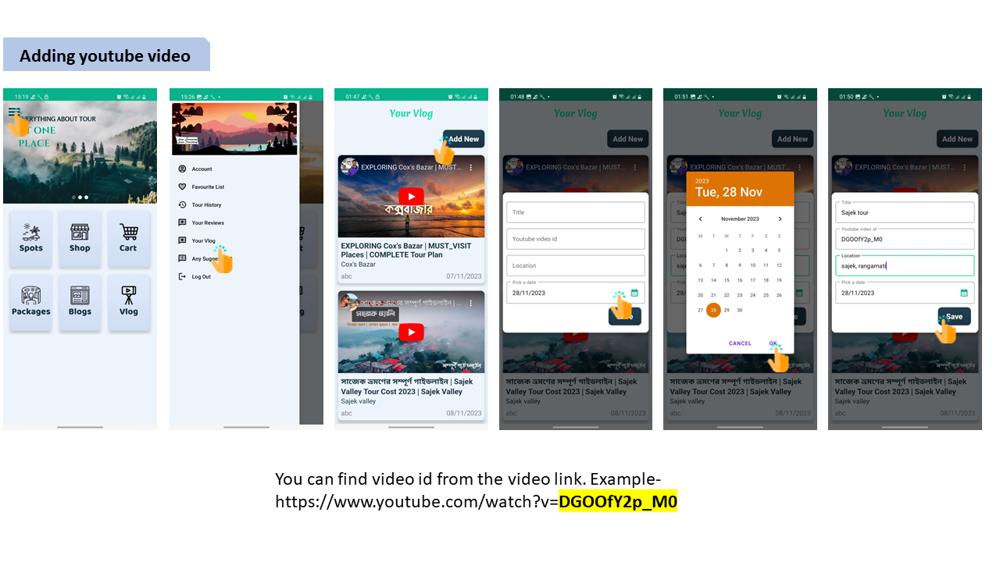 Adding youtube video
15:19
EVERYTHING ABOUT TOUR
ONE
PLACE
Spots
Shop
Cart
Packages
Blogs
Vlog
15:26
Account
Favourite List
Tour History
Your Reviews
Your Vlog
Any Sugges
Log Out
01:47
Your Vlog
Add New
EXPLORING Cox's Bazar | MUST...
কক্সবাজার
EXPLORING Cox's Bazar | MUST_VISIT
Places | COMPLETE Tour Plan
Cox's Bazar
abc
07/11/2023
সাজেক ভ্রমণের সম্পূর্ণ গাইডলাইন | ...
সাজেক ভ্যালি
সাজেক ভ্রমণের সম্পূর্ণ গাইডলাইন | Sajek
Valley Tour Cost 2023 | Sajek Valley
Sajek valley
abc
08/11/2023
01:48
Your Vlog
Add New
EXPLORING Cox's Bazar | MUST...
Title
Youtube video id
Location
Pick a date
28/11/2023
সাজেক ভ্রমণের সম্পূর্ণ গাইডলাইন | Sajek
Valley Tour Cost 2023 | Sajek Valley
Sajek valley
abc
08/11/2023
01:51
Your Vlog
Add New
2023
Tue, 28 Nov
November 2023
M T W T F S S
1 2 3 4 5
6 7 8 9 10 11 12
13 14 15 16 17 18 19
20 21 22 23 24 25 26
27 28 29 30
CANCEL
OK
সাজেক ভ্রমণের সম্পূর্ণ গাইডলাইন | Sajek
Valley Tour Cost 2023 | Sajek Valley
Sajek valley
abc
08/11/2023
01:50
Your Vlog
Add New
EXPLORING Cox's Bazar | MUST...
Title
Sajek tour
Youtube video id
DGOOfY2p_M0
Location
sajek, rangamati
Pick a date
28/11/2023
Save
সাজেক ভ্রমণের সম্পূর্ণ গাইডলাইন | Sajek
Valley Tour Cost 2023 | Sajek Valley
Sajek valley
abc
08/11/2023
You can find video id from the video link. Example-
https://www.youtube.com/watch?v=DGOOfY2p_M0